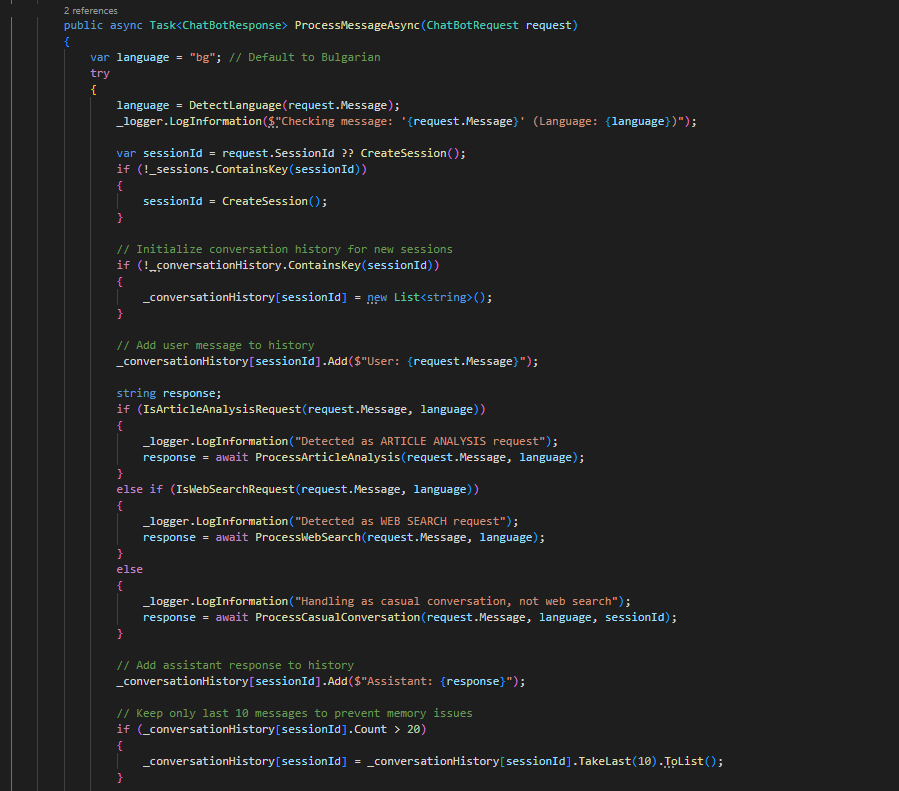 2 references
public async Task<ChatBotResponse> ProcessMessageAsync(ChatBotRequest request)
{
    var language = "bg"; // Default to Bulgarian
    try
    {
        language = DetectLanguage(request.Message);
        _logger.LogInformation($"Checking message: '{request.Message}' (Language: {language})");

        var sessionId = request.SessionId ?? CreateSession();
        if (!_sessions.ContainsKey(sessionId))
        {
            sessionId = CreateSession();
        }

        // Initialize conversation history for new sessions
        if (!_conversationHistory.ContainsKey(sessionId))
        {
            _conversationHistory[sessionId] = new List<string>();
        }

        // Add user message to history
        _conversationHistory[sessionId].Add($"User: {request.Message}");

        string response;
        if (IsArticleAnalysisRequest(request.Message, language))
        {
            _logger.LogInformation("Detected as ARTICLE ANALYSIS request");
            response = await ProcessArticleAnalysis(request.Message, language);
        }
        else if (IsWebSearchRequest(request.Message, language))
        {
            _logger.LogInformation("Detected as WEB SEARCH request");
            response = await ProcessWebSearch(request.Message, language);
        }
        else
        {
            _logger.LogInformation("Handling as casual conversation, not web search");
            response = await ProcessCasualConversation(request.Message, language, sessionId);
        }

        // Add assistant response to history
        _conversationHistory[sessionId].Add($"Assistant: {response}");

        // Keep only last 10 messages to prevent memory issues
        if (_conversationHistory[sessionId].Count > 20)
        {
            _conversationHistory[sessionId] = _conversationHistory[sessionId].TakeLast(10).ToList();
        }